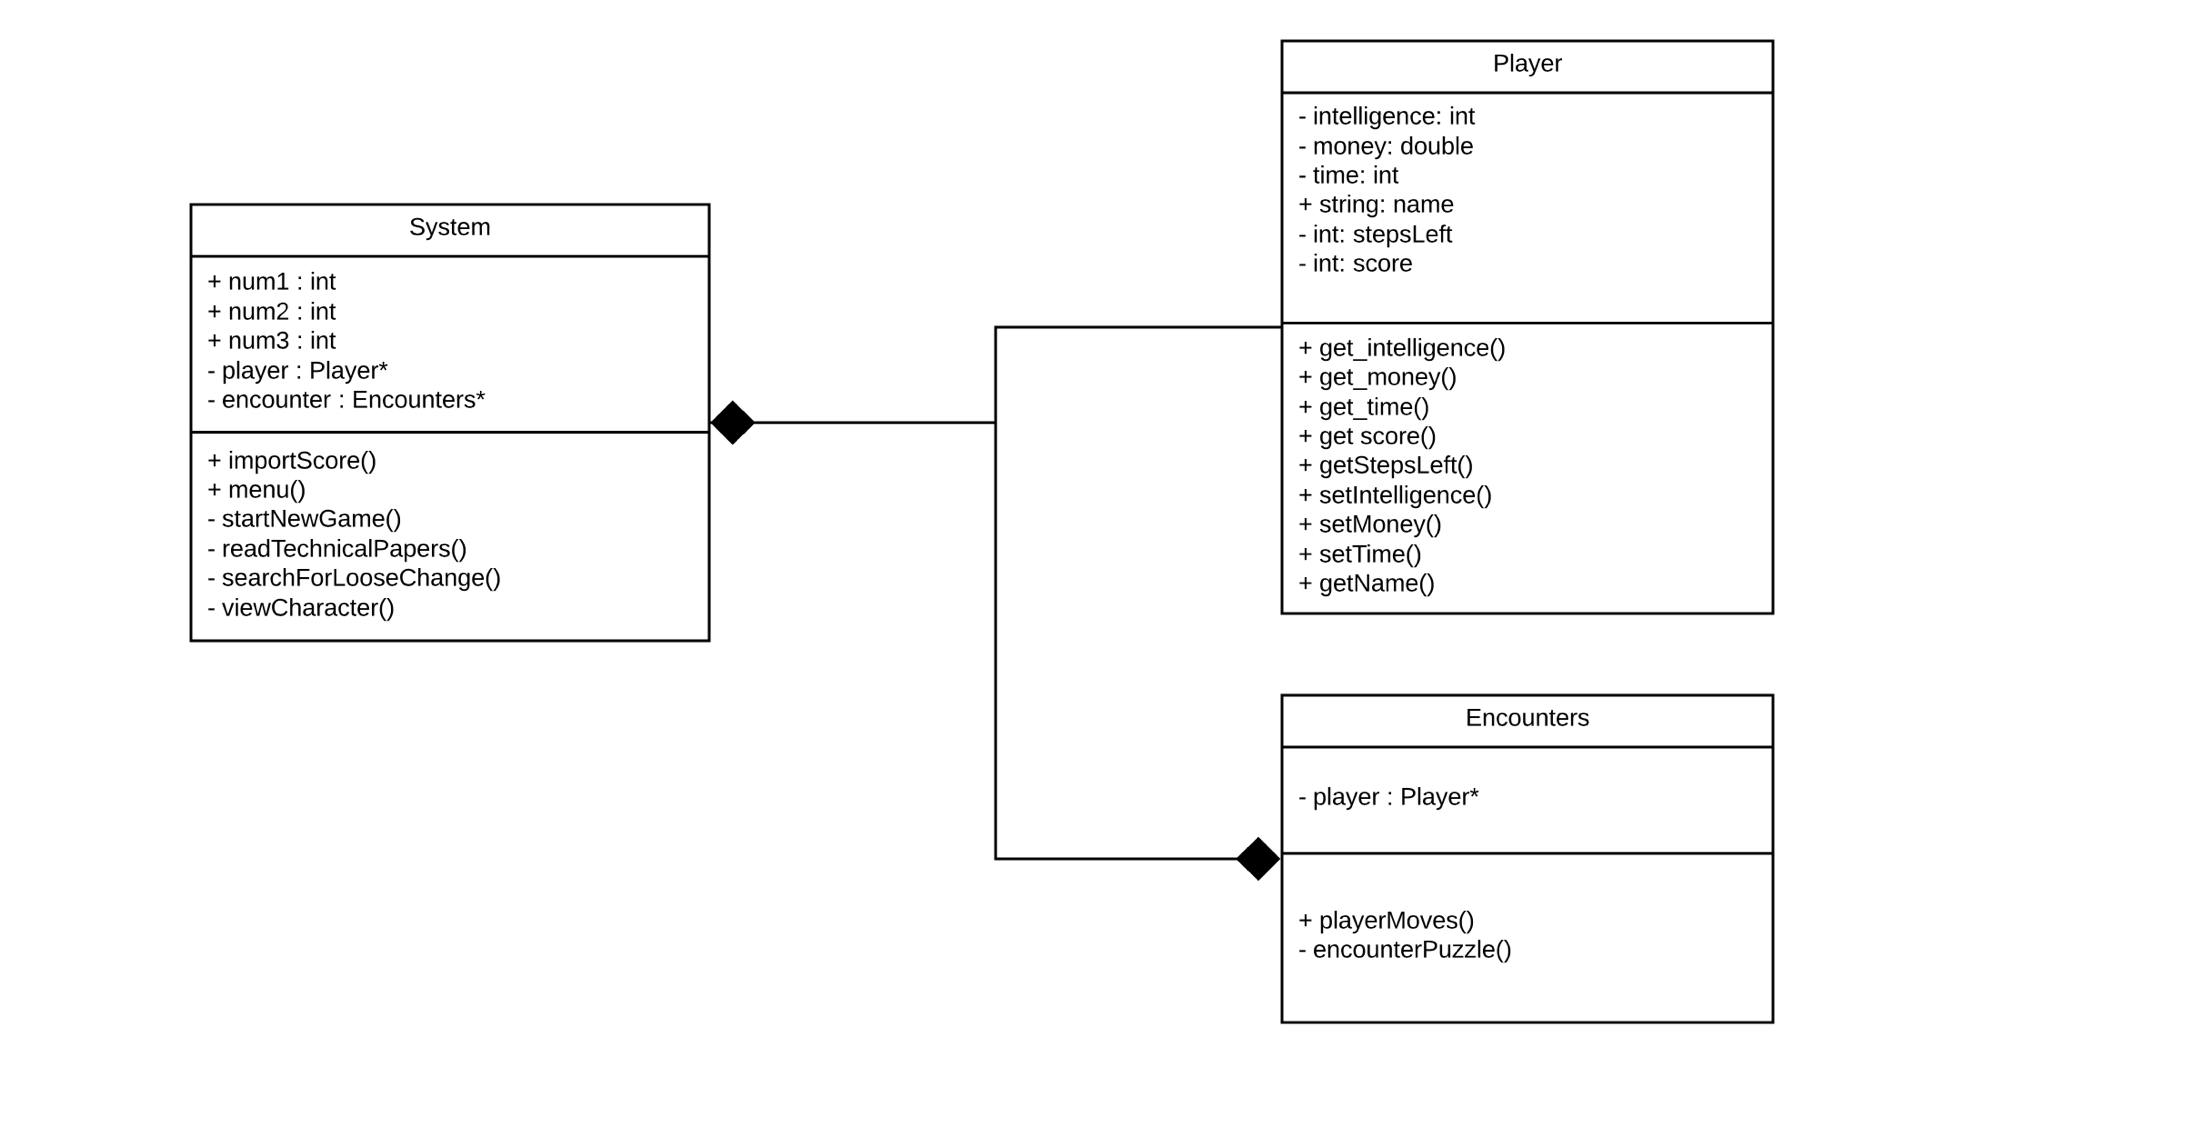 System
+ num1 : int
+ num2 : int
+ num3 : int
- player : Player*
- encounter : Encounters*
+ importScore()
+ menu()
- startNewGame()
- readTechnicalPapers()
- searchForLooseChange()
- viewCharacter()
Player
- intelligence: int
- money: double
- time: int
+ string: name
- int: stepsLeft
- int: score
+ get_intelligence()
+ get_money()
+ get_time()
+ get score()
+ getStepsLeft()
+ setIntelligence()
+ setMoney()
+ setTime()
+ getName()
Encounters
- player : Player*
+ playerMoves()
- encounterPuzzle()